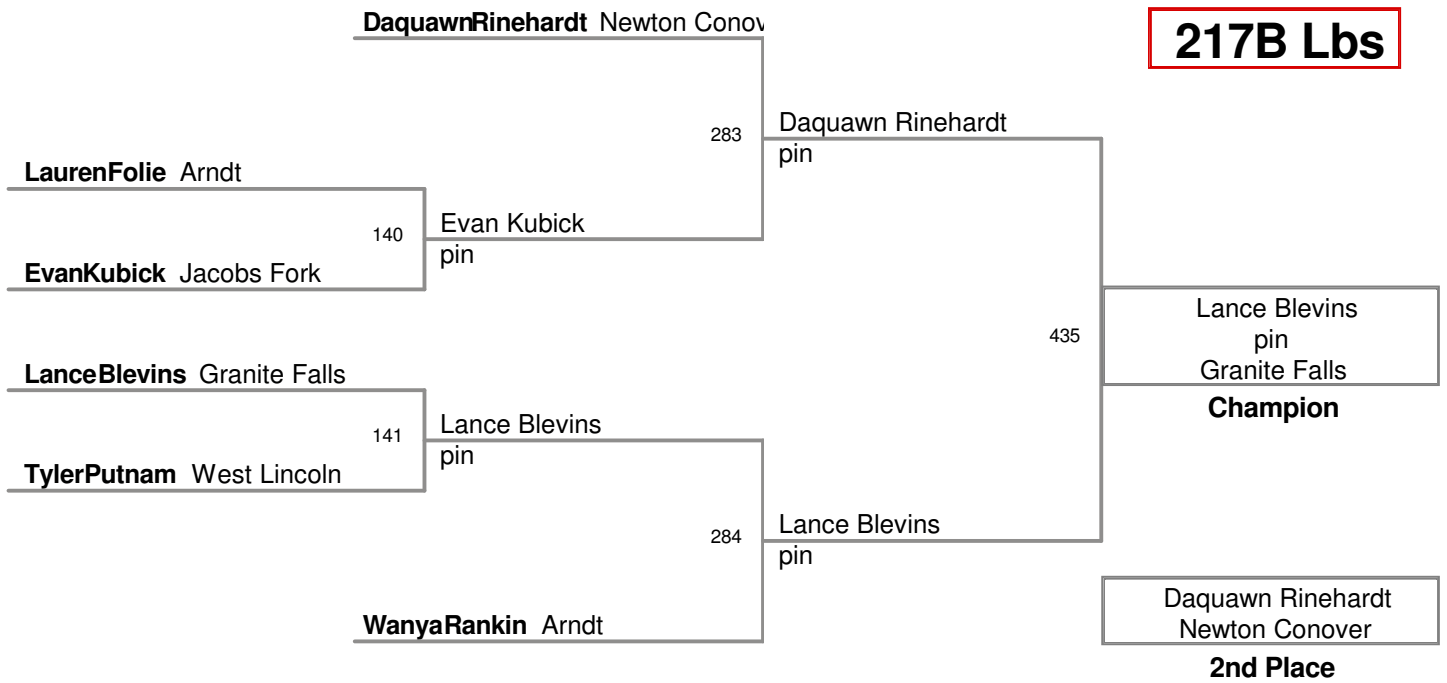 DaquawnRinehardt Newton Conov
217B Lbs
283
Daquawn Rinehardt
pin
LaurenFolie Arndt
140
Evan Kubick
pin
EvanKubick Jacobs Fork
435
Lance Blevins
pin
Granite Falls
Champion
LanceBlevins Granite Falls
141
Lance Blevins
pin
TylerPutnam West Lincoln
284
Lance Blevins
pin
WanyaRankin Arndt
Daquawn Rinehardt
Newton Conover
2nd Place